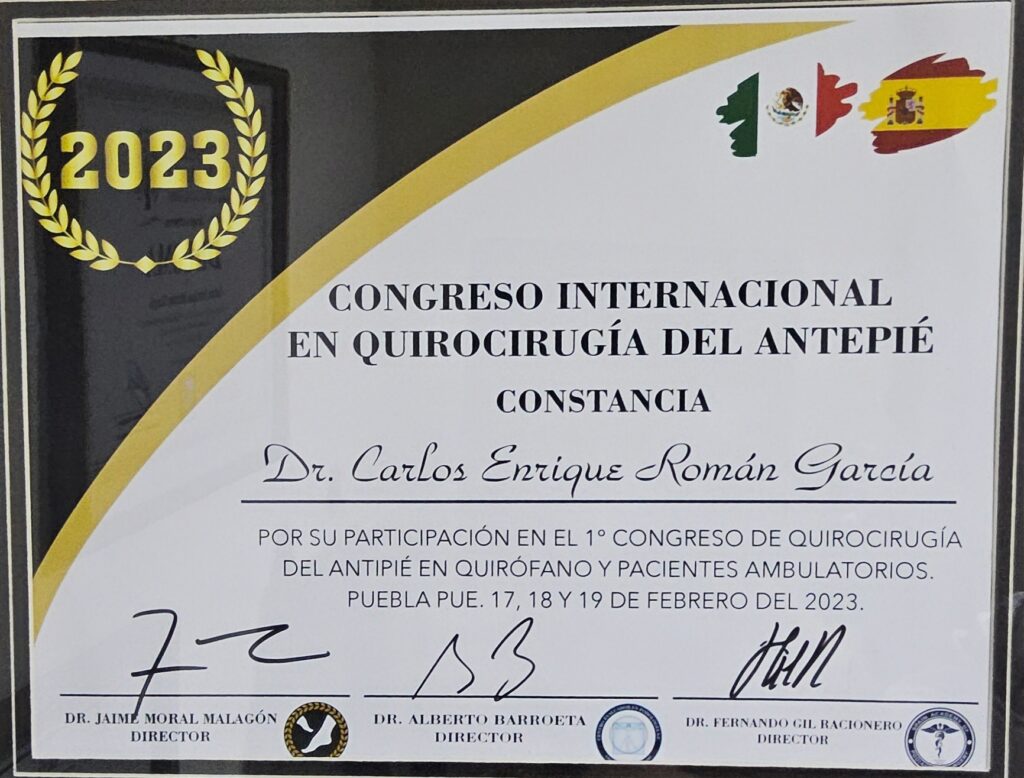 2023
CONGRESO INTERNACIONAL
EN QUIROCIRUGÍA DEL ANTEPIÉ
CONSTANCIA
Dr. Carlos Enrique Román García
POR SU PARTICIPACIÓN EN EL 1° CONGRESO DE QUIROCIRUGÍA
DEL ANTIPIÉ EN QUIRÓFANO Y PACIENTES AMBULATORIOS.
PUEBLA PUE. 17, 18 Y 19 DE FEBRERO DEL 2023.
DR. JAIME MORAL MALAGÓN
DIRECTOR
DR. ALBERTO BARROETA
DIRECTOR
DR. FERNANDO GIL RACIONERO
DIRECTOR